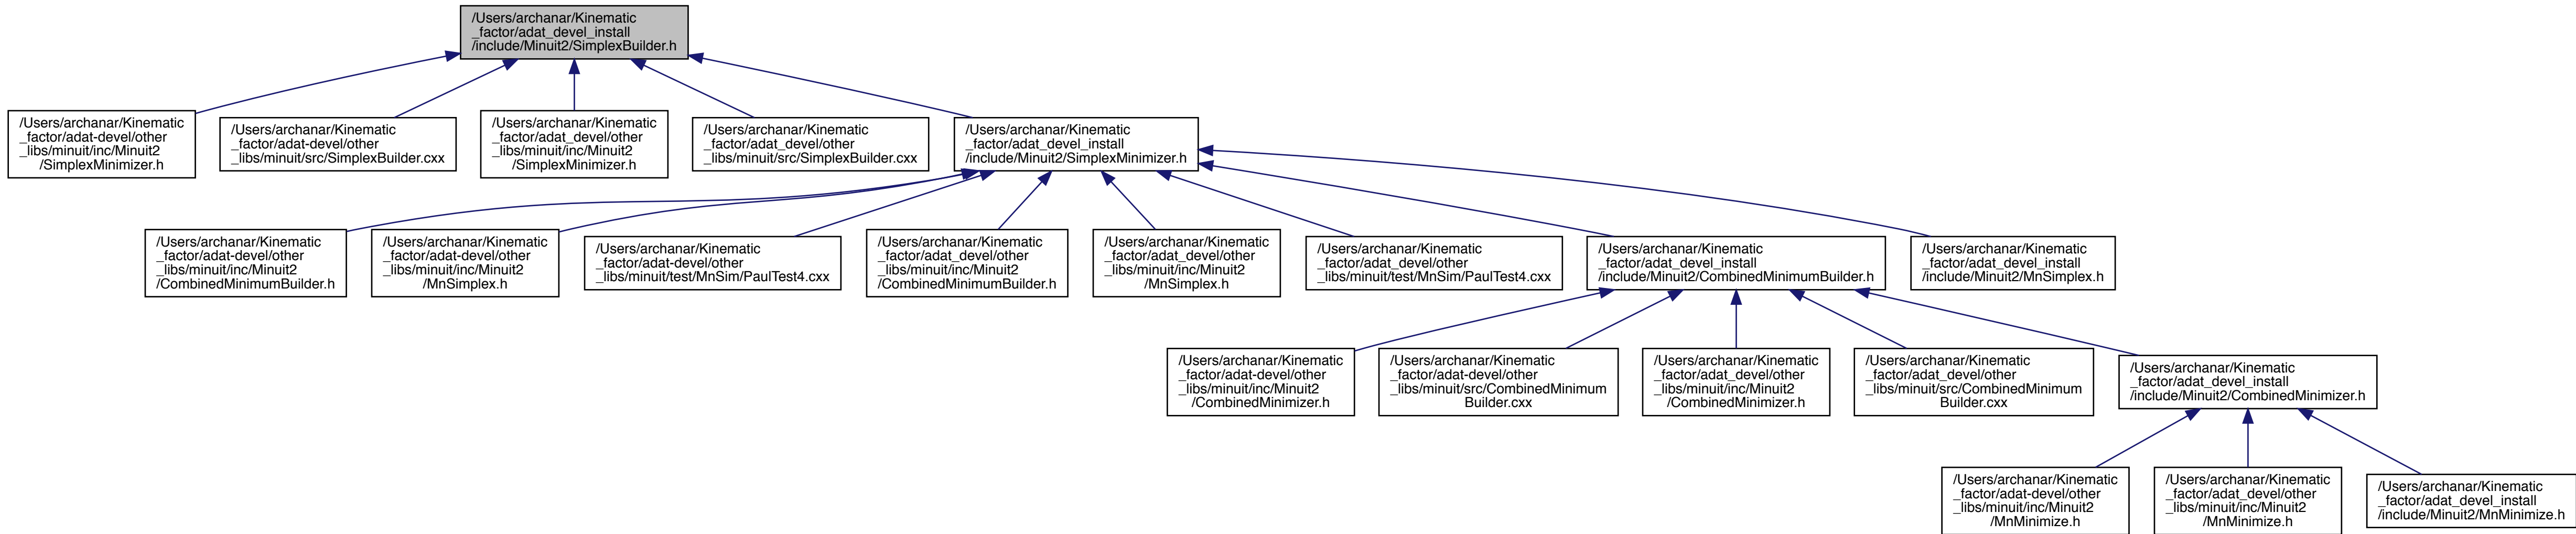 /Users/archanar/Kinematic
_factor/adat_devel_install
/include/Minuit2/SimplexBuilder.h
/Users/archanar/Kinematic
_factor/adat-devel/other
_libs/minuit/inc/Minuit2
/SimplexMinimizer.h
/Users/archanar/Kinematic
_factor/adat-devel/other
_libs/minuit/src/SimplexBuilder.cxx
/Users/archanar/Kinematic
_factor/adat_devel/other
_libs/minuit/inc/Minuit2
/SimplexMinimizer.h
/Users/archanar/Kinematic
_factor/adat_devel/other
_libs/minuit/src/SimplexBuilder.cxx
/Users/archanar/Kinematic
_factor/adat_devel_install
/include/Minuit2/SimplexMinimizer.h
/Users/archanar/Kinematic
_factor/adat-devel/other
_libs/minuit/inc/Minuit2
/CombinedMinimumBuilder.h
/Users/archanar/Kinematic
_factor/adat-devel/other
_libs/minuit/inc/Minuit2
/MnSimplex.h
/Users/archanar/Kinematic
_factor/adat-devel/other
_libs/minuit/test/MnSim/PaulTest4.cxx
/Users/archanar/Kinematic
_factor/adat_devel/other
_libs/minuit/inc/Minuit2
/CombinedMinimumBuilder.h
/Users/archanar/Kinematic
_factor/adat_devel/other
_libs/minuit/inc/Minuit2
/MnSimplex.h
/Users/archanar/Kinematic
_factor/adat_devel/other
_libs/minuit/test/MnSim/PaulTest4.cxx
/Users/archanar/Kinematic
_factor/adat_devel_install
/include/Minuit2/CombinedMinimumBuilder.h
/Users/archanar/Kinematic
_factor/adat_devel_install
/include/Minuit2/MnSimplex.h
/Users/archanar/Kinematic
_factor/adat-devel/other
_libs/minuit/inc/Minuit2
/CombinedMinimizer.h
/Users/archanar/Kinematic
_factor/adat-devel/other
_libs/minuit/src/CombinedMinimum
Builder.cxx
/Users/archanar/Kinematic
_factor/adat_devel/other
_libs/minuit/inc/Minuit2
/CombinedMinimizer.h
/Users/archanar/Kinematic
_factor/adat_devel/other
_libs/minuit/src/CombinedMinimum
Builder.cxx
/Users/archanar/Kinematic
_factor/adat_devel_install
/include/Minuit2/CombinedMinimizer.h
/Users/archanar/Kinematic
_factor/adat-devel/other
_libs/minuit/inc/Minuit2
/MnMinimize.h
/Users/archanar/Kinematic
_factor/adat_devel/other
_libs/minuit/inc/Minuit2
/MnMinimize.h
/Users/archanar/Kinematic
_factor/adat_devel_install
/include/Minuit2/MnMinimize.h